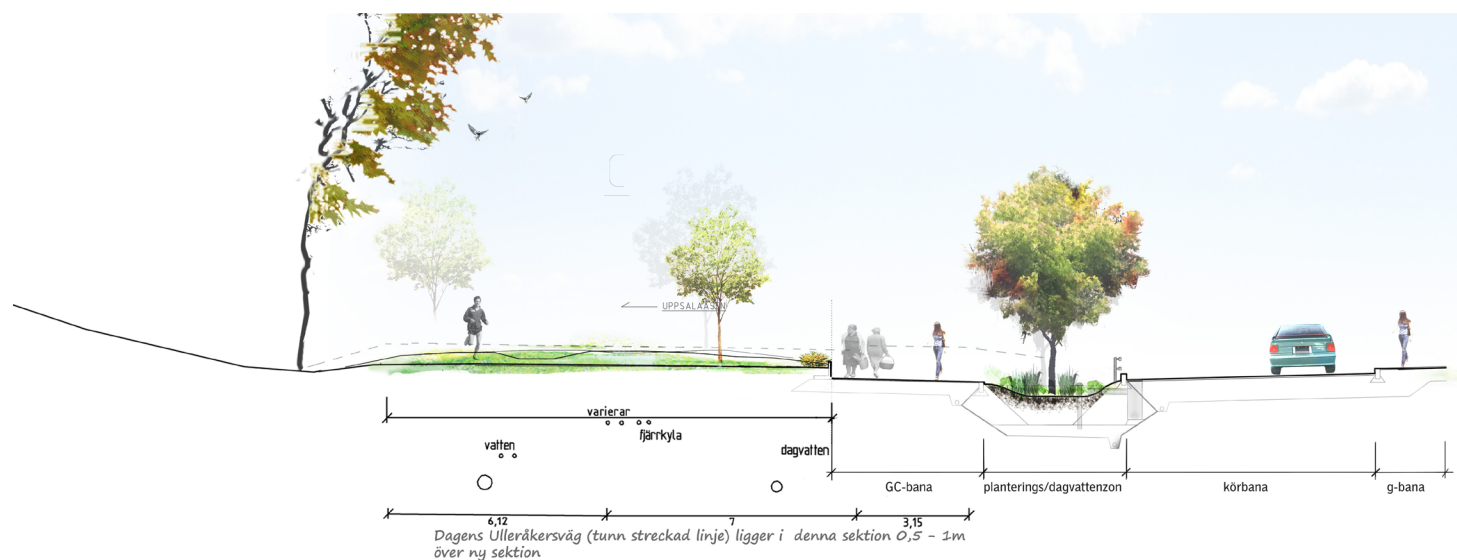 UPPSALAÅSEN
varierar
fjärrkyla
vatten
dagvatten
GC-bana
planterings/dagvattenzon
körbana
g-bana
6,12
7
3,15
Dagens Ulleråkersväg (tunn streckad linje) ligger i denna sektion 0,5 - 1m
över ny sektion